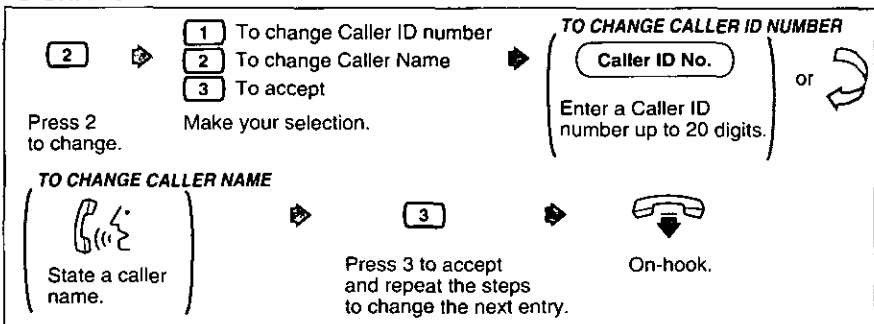 2
Press 2
to change.
1 To change Caller ID number
2 To change Caller Name
3 To accept
Make your selection.
TO CHANGE CALLER ID NUMBER
Caller ID No.
Enter a Caller ID
number up to 20 digits.
or
TO CHANGE CALLER NAME
State a caller
name.
3
Press 3 to accept
and repeat the steps
to change the next entry.
On-hook.